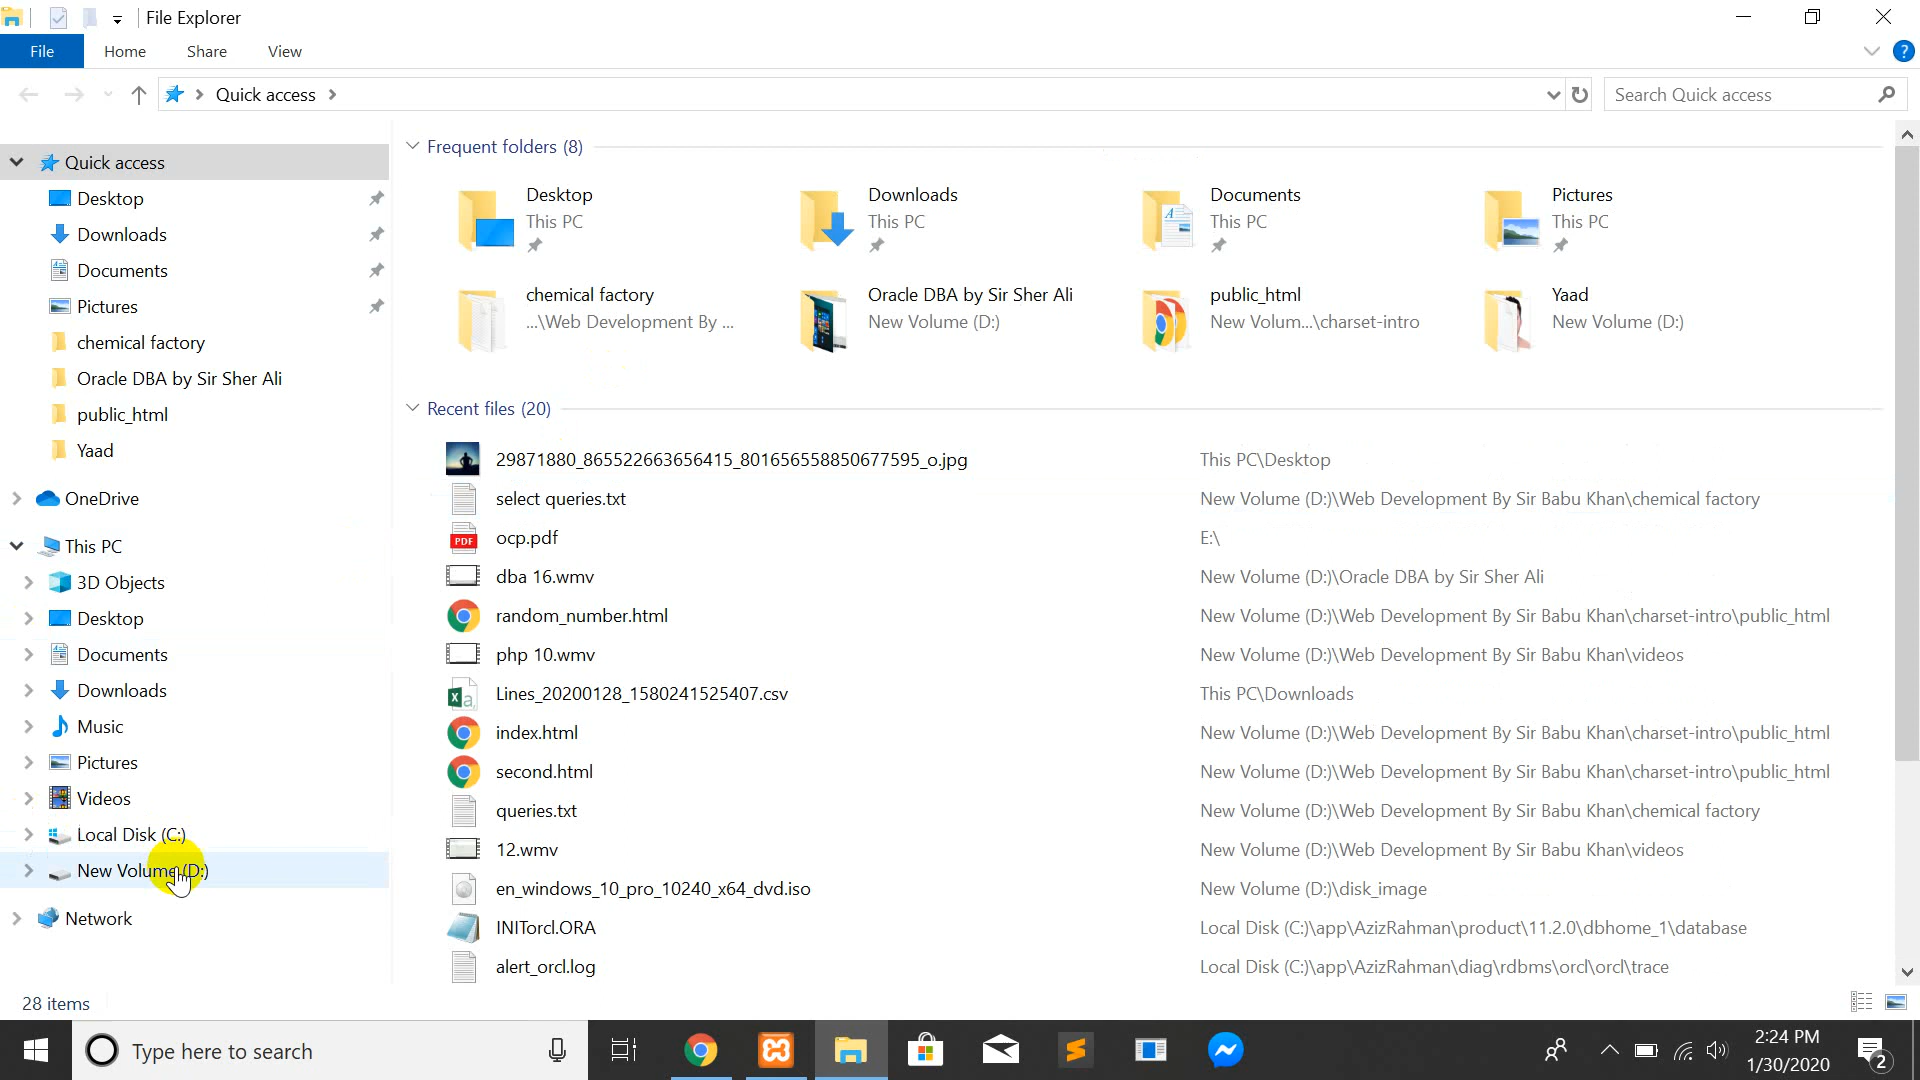 File Explorer
File Home Share View
Quick access
Search Quick access
Quick access
Desktop
Downloads
Documents
Pictures
chemical factory
Oracle DBA by Sir Sher Ali
public_html
Yaad
OneDrive
This PC
3D Objects
Desktop
Documents
Downloads
Music
Pictures
Videos
Local Disk (C:)
New Volume (D:)
Network
Frequent folders (8)
Desktop
This PC
Downloads
This PC
Documents
This PC
Pictures
This PC
chemical factory
...\Web Development By ...
Oracle DBA by Sir Sher Ali
New Volume (D:)
public_html
New Volum...\charset-intro
Yaad
New Volume (D:)
Recent files (20)
29871880_865522663656415_801656558850677595_o.jpg This PC\Desktop
select queries.txt New Volume (D:)\Web Development By Sir Babu Khan\chemical factory
PDF ocp.pdf E:\
dba 16.wmv New Volume (D:)\Oracle DBA by Sir Sher Ali
random_number.html New Volume (D:)\Web Development By Sir Babu Khan\charset-intro\public_html
php 10.wmv New Volume (D:)\Web Development By Sir Babu Khan\videos
Lines_20200128_1580241525407.csv This PC\Downloads
index.html New Volume (D:)\Web Development By Sir Babu Khan\charset-intro\public_html
second.html New Volume (D:)\Web Development By Sir Babu Khan\charset-intro\public_html
queries.txt New Volume (D:)\Web Development By Sir Babu Khan\chemical factory
12.wmv New Volume (D:)\Web Development By Sir Babu Khan\videos
en_windows_10_pro_10240_x64_dvd.iso New Volume (D:)\disk_image
INITorcl.ORA Local Disk (C:)\app\AzizRahman\product\11.2.0\dbhome_1\database
alert_orcl.log Local Disk (C:)\app\AzizRahman\diag\rdbms\orcl\orcl\trace
28 items
Type here to search
2:24 PM
1/30/2020
2